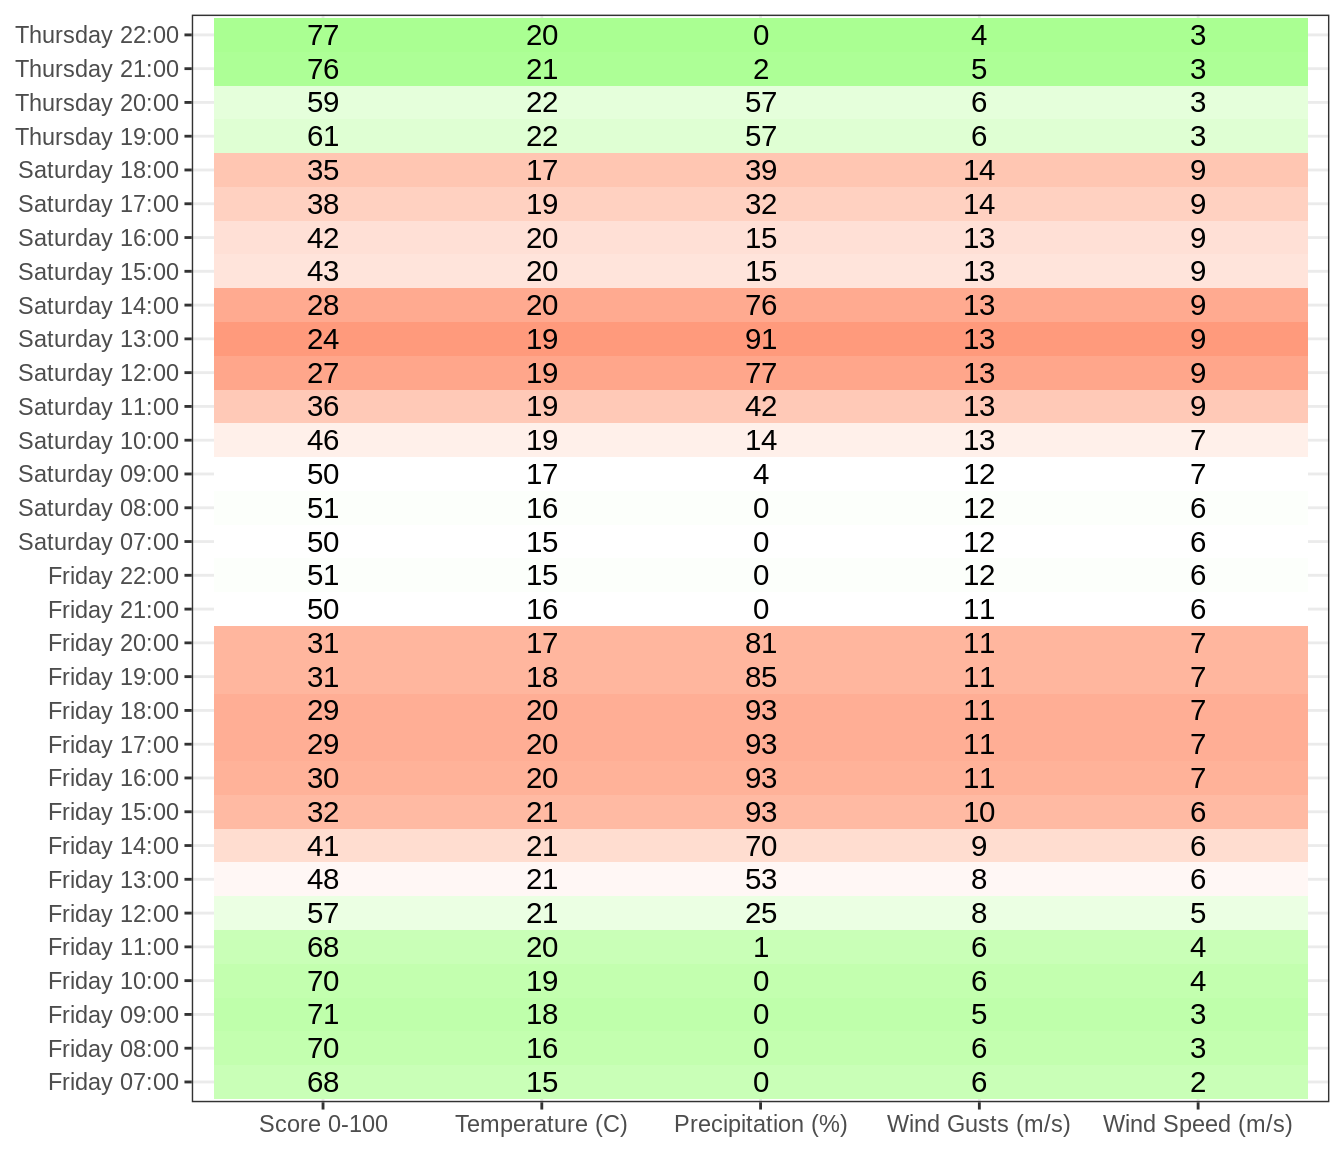 Thursday 22:00 77 20 0 4 3
Thursday 21:00 76 21 2 5 3
Thursday 20:00 59 22 57 6 3
Thursday 19:00 61 22 57 6 3
Saturday 18:00 35 17 39 14 9
Saturday 17:00 38 19 32 14 9
Saturday 16:00 42 20 15 13 9
Saturday 15:00 43 20 15 13 9
Saturday 14:00 28 20 76 13 9
Saturday 13:00 24 19 91 13 9
Saturday 12:00 27 19 77 13 9
Saturday 11:00 36 19 42 13 9
Saturday 10:00 46 19 14 13 7
Saturday 09:00 50 17 4 12 7
Saturday 08:00 51 16 0 12 6
Saturday 07:00 50 15 0 12 6
Friday 22:00 51 15 0 12 6
Friday 21:00 50 16 0 11 6
Friday 20:00 31 17 81 11 7
Friday 19:00 31 18 85 11 7
Friday 18:00 29 20 93 11 7
Friday 17:00 29 20 93 11 7
Friday 16:00 30 20 93 11 7
Friday 15:00 32 21 93 10 6
Friday 14:00 41 21 70 9 6
Friday 13:00 48 21 53 8 6
Friday 12:00 57 21 25 8 5
Friday 11:00 68 20 1 6 4
Friday 10:00 70 19 0 6 4
Friday 09:00 71 18 0 5 3
Friday 08:00 70 16 0 6 3
Friday 07:00 68 15 0 6 2
Score 0-100 Temperature (C) Precipitation (%) Wind Gusts (m/s) Wind Speed (m/s)